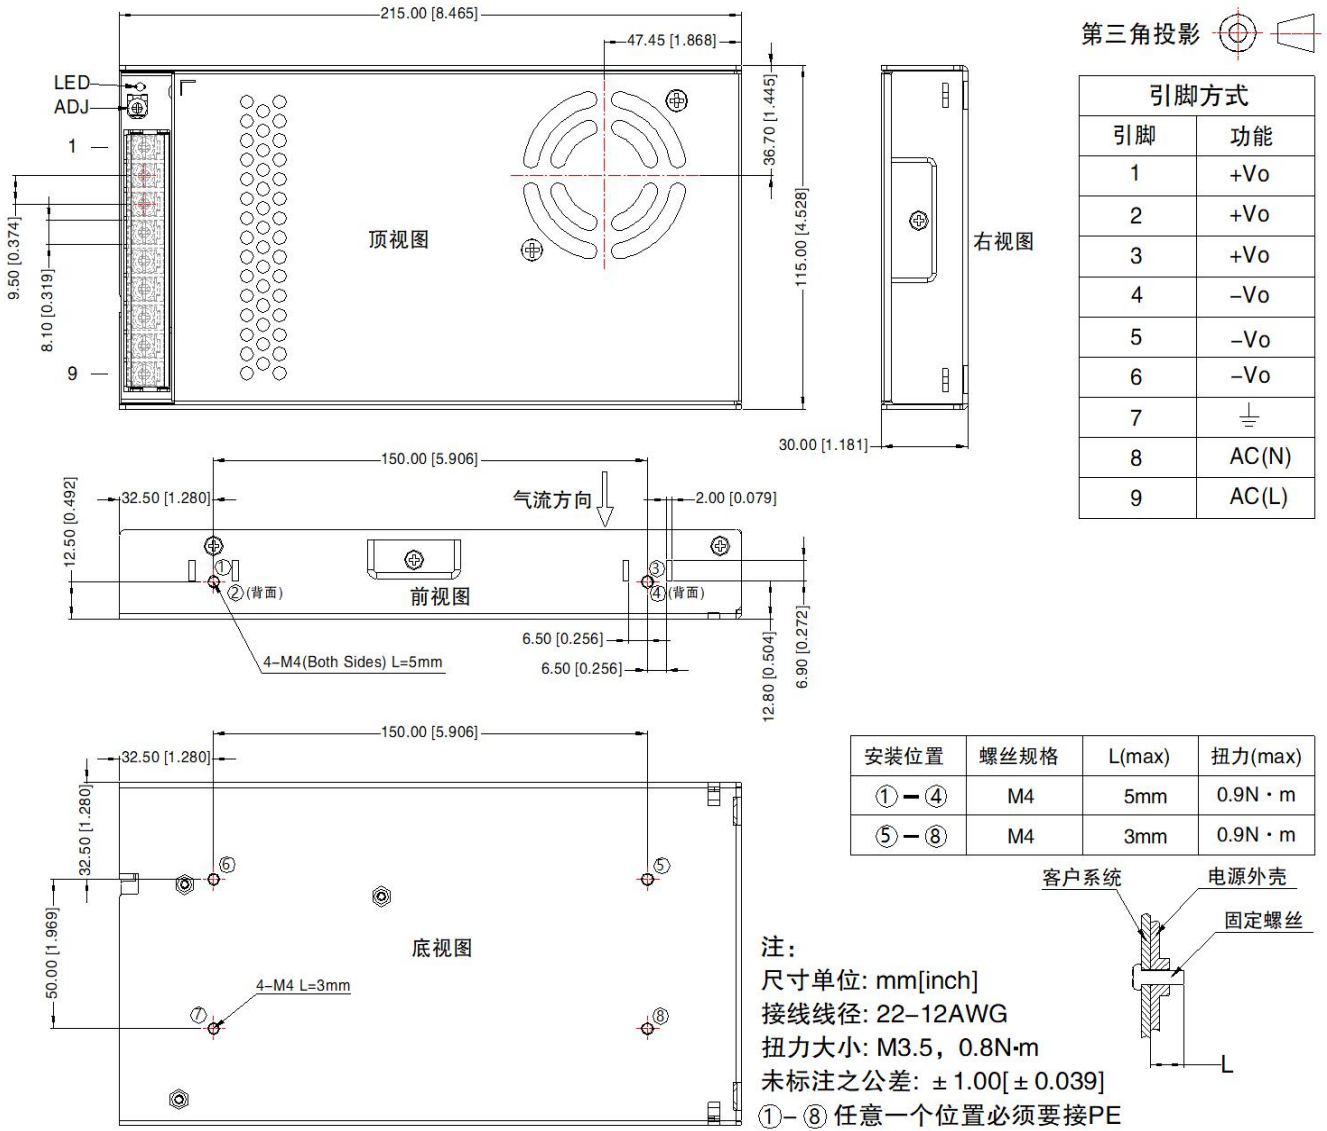 215.00 [8.465]
47.45 [1.868]
第三角投影
LED
ADJ
1
9
9.50 [0.374]
8.10 [0.319]
顶视图
36.70 [1.445]
115.00 [4.528]
右视图
30.00 [1.181]
引脚方式
引脚 功能
1 +Vo
2 +Vo
3 +Vo
4 −Vo
5 −Vo
6 −Vo
7
8 AC(N)
9 AC(L)
150.00 [5.906]
32.50 [1.280]
气流方向
2.00 [0.079]
12.50 [0.492]
①
②(背面)
前视图
③
④(背面)
6.50 [0.256]
6.50 [0.256]
12.80 [0.504]
6.90 [0.272]
4−M4(Both Sides) L=5mm
150.00 [5.906]
32.50 [1.280]
32.50 [1.280]
50.00 [1.969]
⑥
⑤
底视图
4−M4 L=3mm
⑦
⑧
安装位置 螺丝规格 L(max) 扭力(max)
①−④ M4 5mm 0.9N·m
⑤−⑧ M4 3mm 0.9N·m
客户系统
电源外壳
固定螺丝
L
注:
尺寸单位: mm[inch]
接线线径: 22−12AWG
扭力大小: M3.5，0.8N·m
未标注之公差: ±1.00[±0.039]
①−⑧任意一个位置必须要接PE